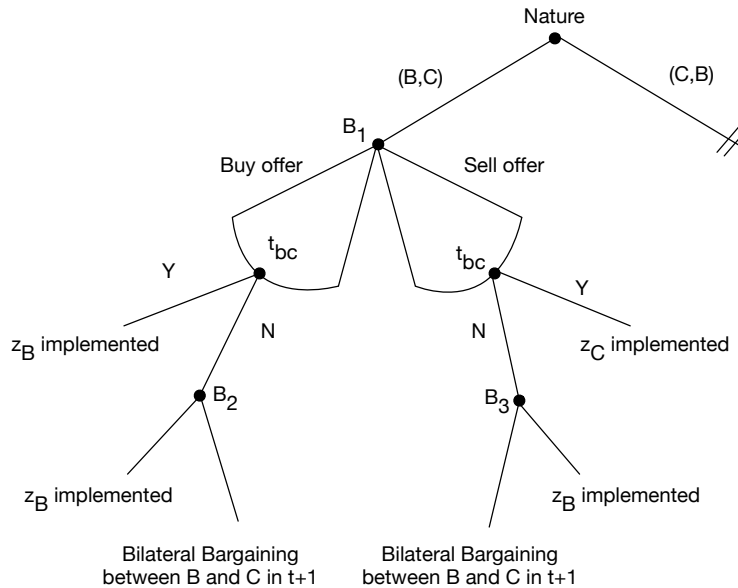 Nature
(B,C)
(C,B)
B1
Buy offer
Sell offer
tbc
tbc
Y
Y
N
N
zB implemented
zC implemented
B2
B3
zB implemented
zB implemented
Bilateral Bargaining
between B and C in t+1
Bilateral Bargaining
between B and C in t+1